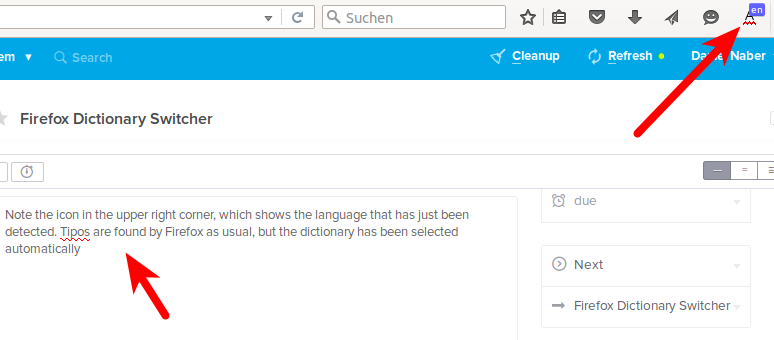 Suchen
A en
em
Search
Cleanup
Refresh
Naber
Firefox Dictionary Switcher
Note the icon in the upper right corner, which shows the language that has just been
detected. Tipos are found by Firefox as usual, but the dictionary has been selected
automatically
due
Next
Firefox Dictionary Switcher